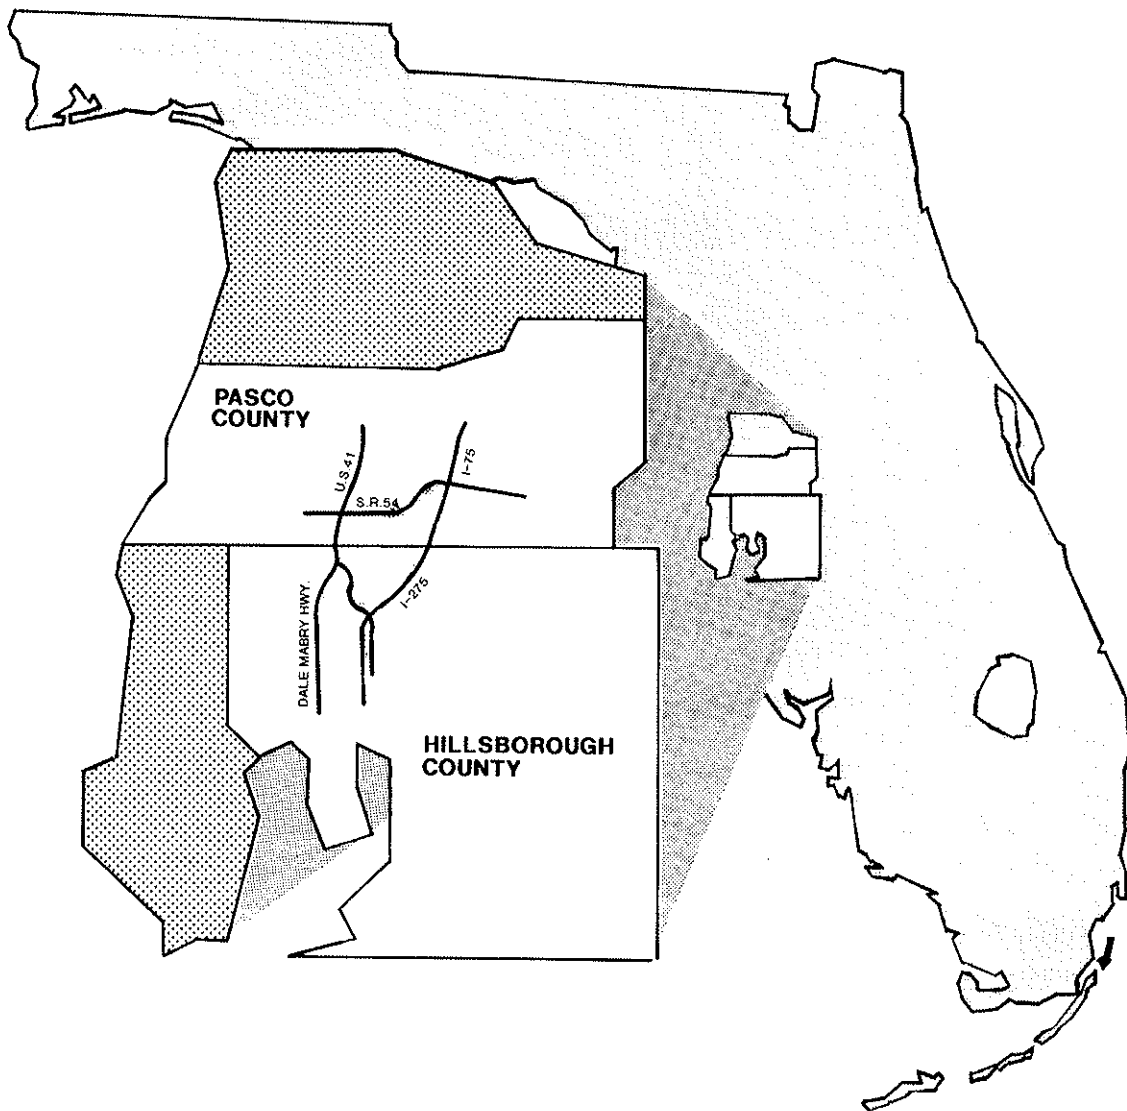 PASCO
COUNTY
U.S.41
I-75
S.R.54
DALE MABRY HWY.
I-275
HILLSBOROUGH
COUNTY